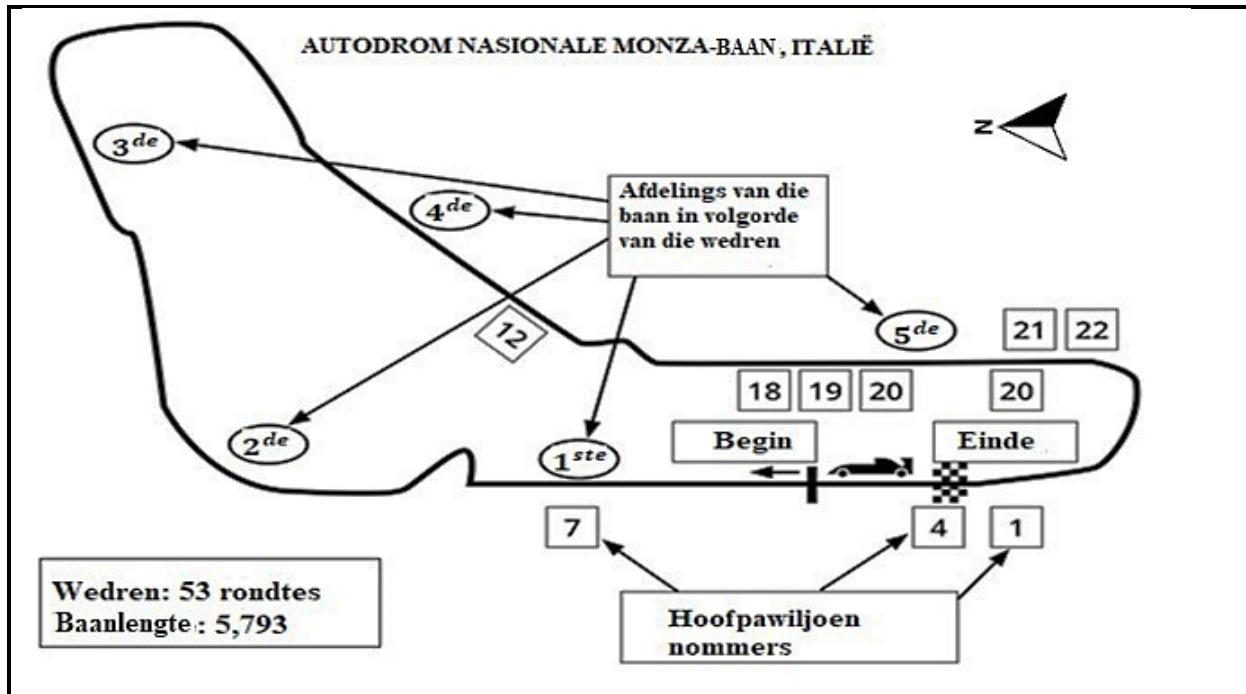 AUTODROM NASIONALE MONZA-BAAN, ITALIË
N
3de
4de
Afdelings van die
baan in volgorde
van die wedren
12
5de
21 22
18 19 20 20
2de
1ste
Begin
Einde
7
4
1
Wedren: 53 rondtes
Baanlengte: 5,793
Hoofpawiljoen
nommers